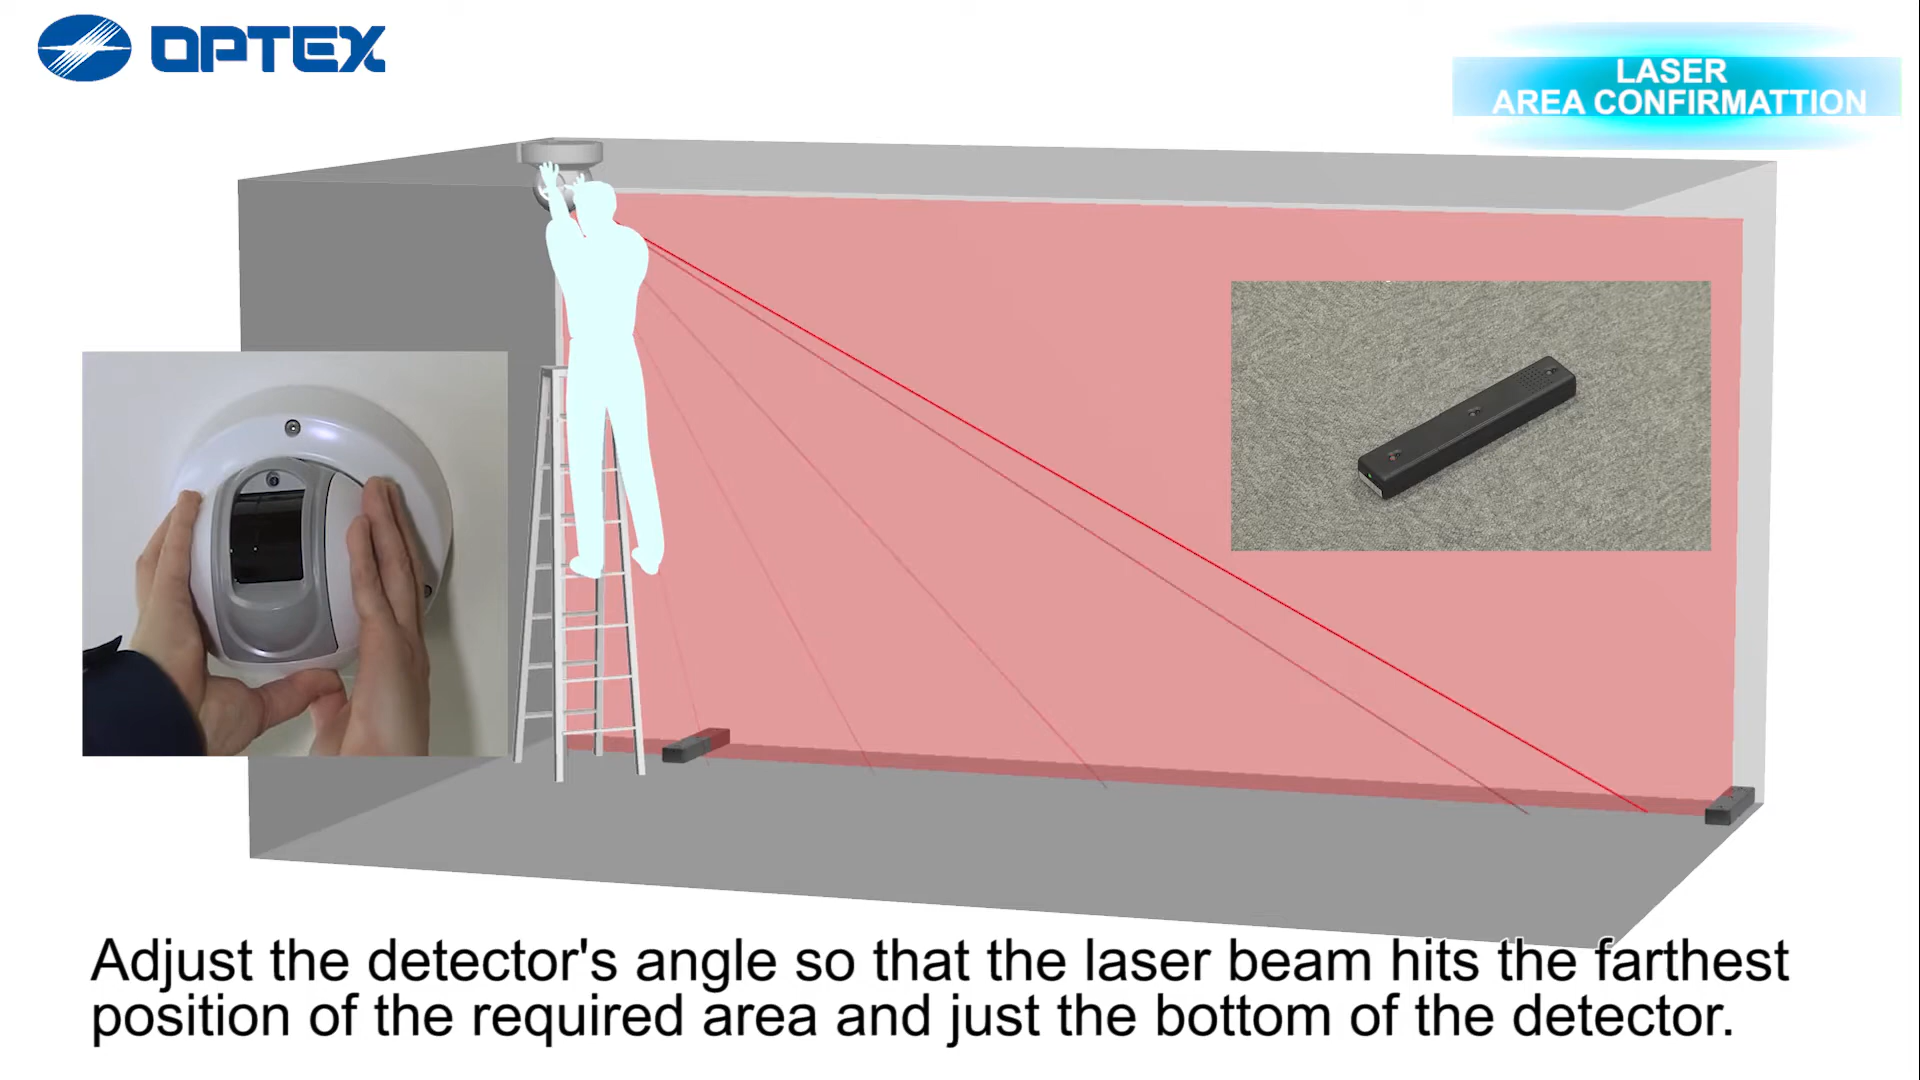 OPTEX
LASER
AREA CONFIRMATTION
Adjust the detector's angle so that the laser beam hits the farthest
position of the required area and just the bottom of the detector.